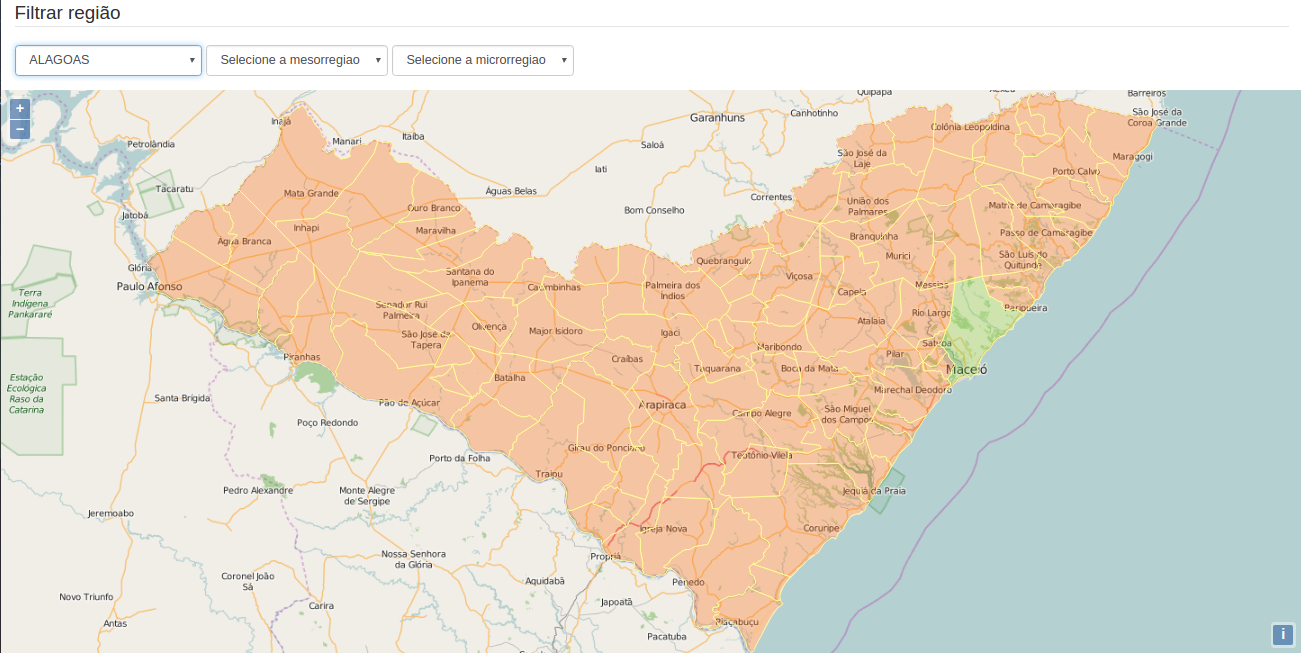 Filtrar região
ALAGOAS
Selecione a mesorregiao
Selecione a microrregiao
+
−
Quipapá
Barreiros
Garanhuns
Canhotinho
São José da
Coroa Grande
Inajá
Manari
Itaíba
Colônia Leopoldina
Petrolândia
Saloá
São José da
Laje
Maragogi
Iati
Porto Calvo
Tacaratu
Mata Grande
Águas Belas
Correntes
União dos
Palmares
Jatobá
Ouro Branco
Bom Conselho
Matriz de Camaragibe
Inhapi
Maravilha
Branquinha
Passo de Camaragibe
Água Branca
Murici
São Luís do
Quitunde
Glória
Quebrangulo
Santana do
Ipanema
Viçosa
Paulo Afonso
Cacimbinhas
Palmeira dos
Índios
Capela
Messias
Terra
Indígena
Pankararé
Senador Rui
Palmeira
Paripueira
Rio Largo
Olivença
Major Isidoro
Igaci
Atalaia
São José da
Tapera
Satuba
Maribondo
Piranhas
Craíbas
Pilar
Taquarana
Boca da Mata
Maceió
Estação
Ecológica
Raso da
Catarina
Batalha
Marechal Deodoro
Santa Brígida
Pão de Açúcar
Arapiraca
Campo Alegre
São Miguel
dos Campos
Poço Redondo
Girau do Ponciano
Teotônio Vilela
Porto da Folha
Traipu
Pedro Alexandre
Monte Alegre
de Sergipe
Jequiá da Praia
Jeremoabo
Igreja Nova
Coruripe
Nossa Senhora
da Glória
Propriá
Coronel João
Sá
Aquidabã
Penedo
Novo Triunfo
Carira
Japoatã
Antas
Piaçabuçu
Pacatuba
i